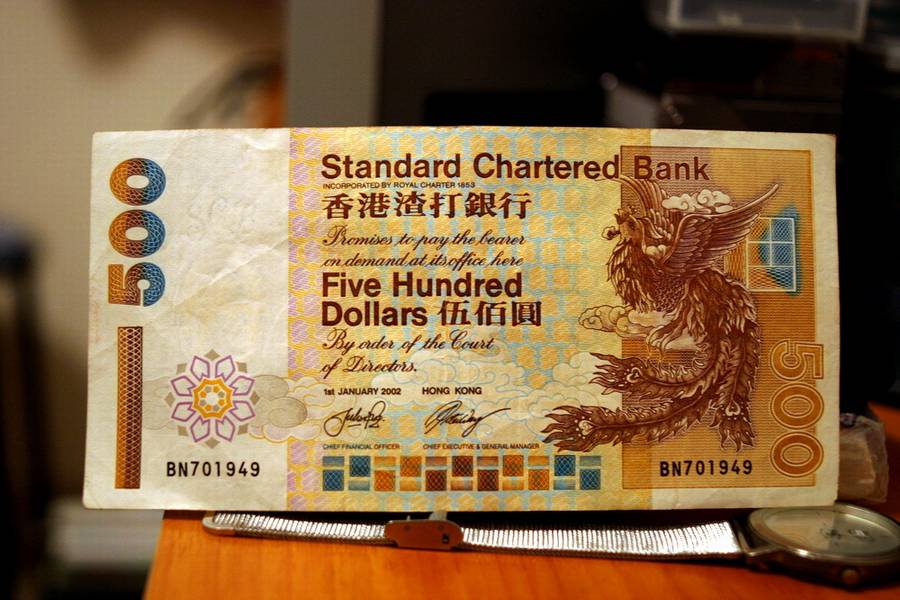 500
Standard Chartered Bank
INCORPORATED BY ROYAL CHARTER 1853
香港渣打銀行
Promises to pay the bearer
on demand at its office here
Five Hundred
Dollars 伍佰圓
By order of the Court
of Directors.
1st JANUARY 2002 HONG KONG
CHIEF FINANCIAL OFFICER CHIEF EXECUTIVE & GENERAL MANAGER
BN701949
BN701949
500